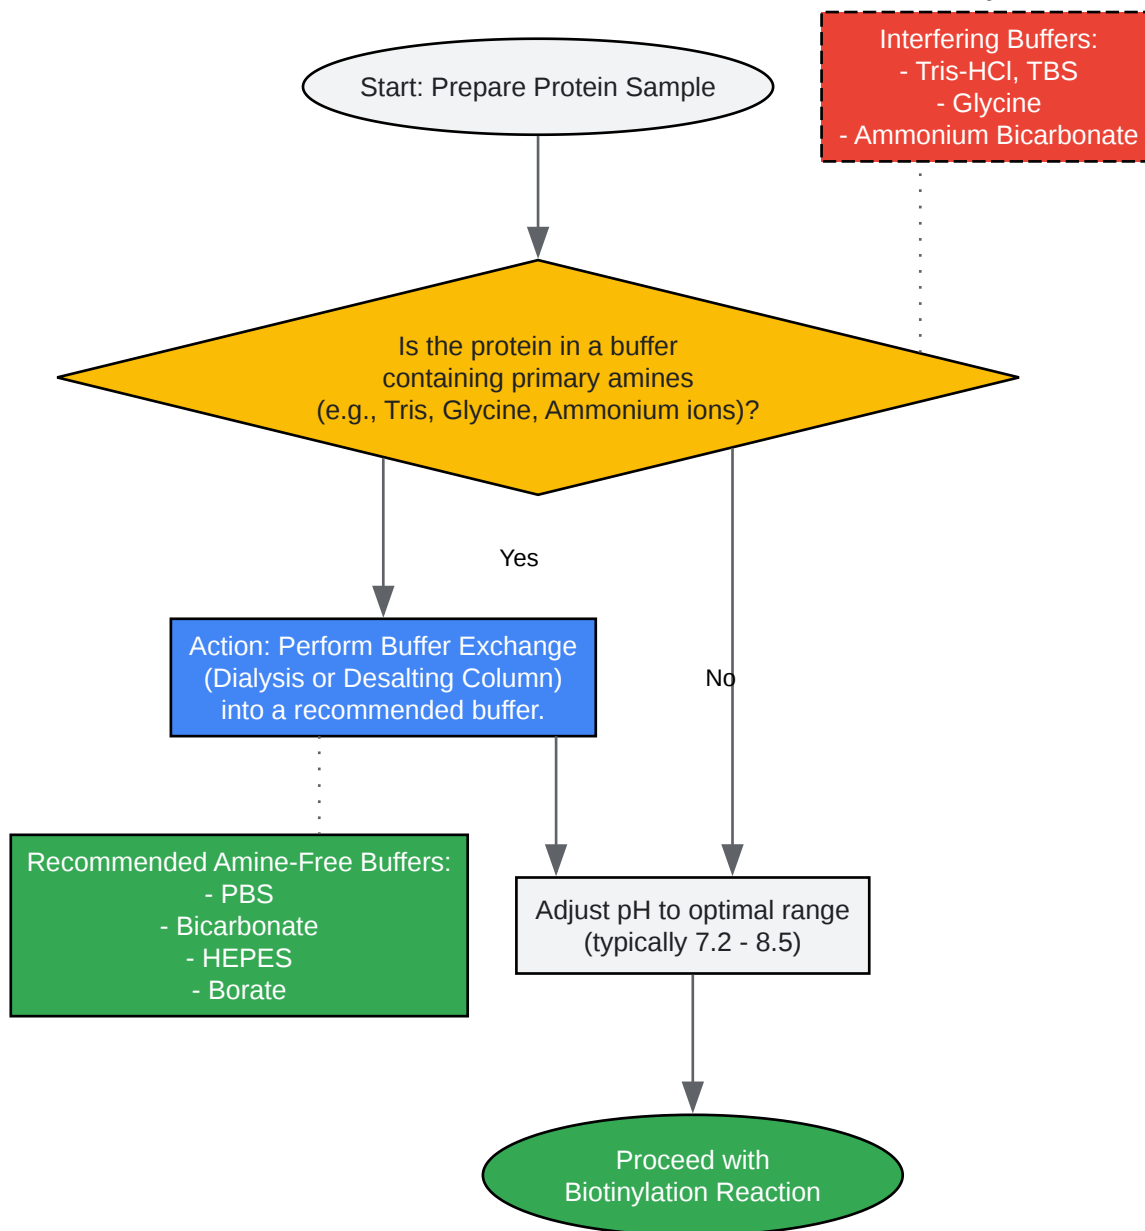 Interfering Buffers:
- Tris-HCl, TBS
- Glycine
- Ammonium Bicarbonate
Start: Prepare Protein Sample
Is the protein in a buffer
containing primary amines
(e.g., Tris, Glycine, Ammonium ions)?
Yes
No
Action: Perform Buffer Exchange
(Dialysis or Desalting Column)
into a recommended buffer.
Recommended Amine-Free Buffers:
- PBS
- Bicarbonate
- HEPES
- Borate
Adjust pH to optimal range
(typically 7.2 - 8.5)
Proceed with
Biotinylation Reaction